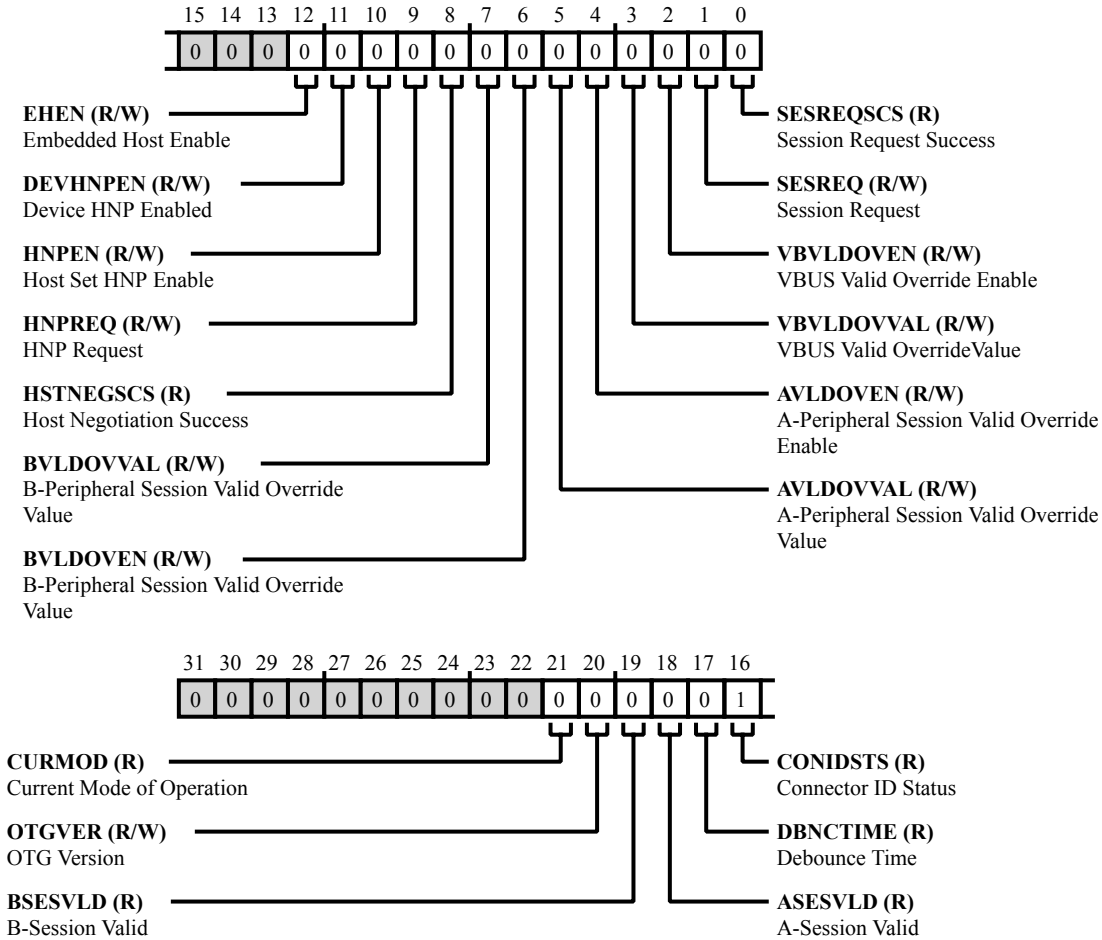 15 14 13 12 11 10 9 8 7 6 5 4 3 2 1 0
0 0 0 0 0 0 0 0 0 0 0 0 0 0 0 0
EHEN (R/W)
Embedded Host Enable
DEVHNPEN (R/W)
Device HNP Enabled
HNPEN (R/W)
Host Set HNP Enable
HNPREQ (R/W)
HNP Request
HSTNEGSCS (R)
Host Negotiation Success
BVLDOVVAL (R/W)
B-Peripheral Session Valid Override
Value
BVLDOVEN (R/W)
B-Peripheral Session Valid Override
Value
SESREQSCS (R)
Session Request Success
SESREQ (R/W)
Session Request
VBVLDOVEN (R/W)
VBUS Valid Override Enable
VBVLDOVVAL (R/W)
VBUS Valid OverrideValue
AVLDOVEN (R/W)
A-Peripheral Session Valid Override
Enable
AVLDOVVAL (R/W)
A-Peripheral Session Valid Override
Value
31 30 29 28 27 26 25 24 23 22 21 20 19 18 17 16
0 0 0 0 0 0 0 0 0 0 0 0 0 0 0 1
CURMOD (R)
Current Mode of Operation
OTGVER (R/W)
OTG Version
BSESVLD (R)
B-Session Valid
CONIDSTS (R)
Connector ID Status
DBNCTIME (R)
Debounce Time
ASESVLD (R)
A-Session Valid